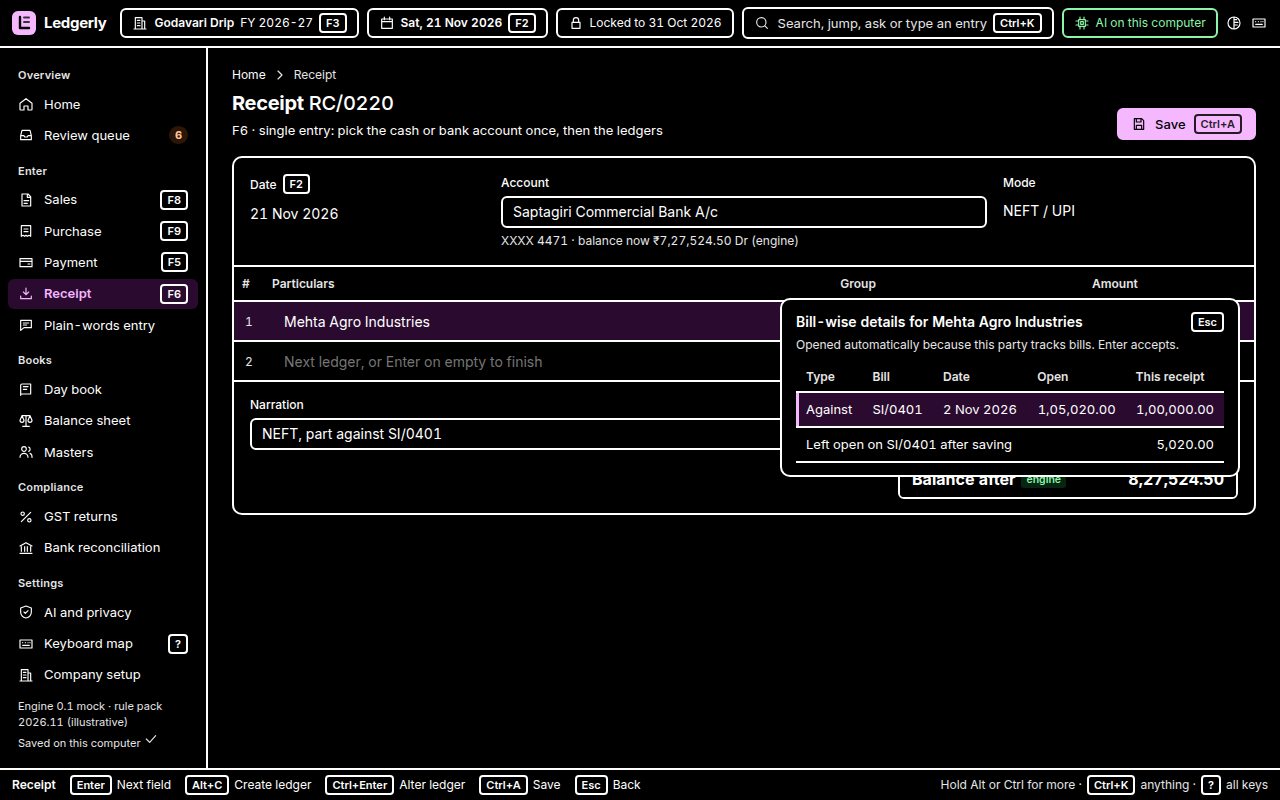 Ledgerly
Godavari Drip FY 2026-27 F3
Sat, 21 Nov 2026 F2
Locked to 31 Oct 2026
Search, jump, ask or type an entry Ctrl+K
AI on this computer
Overview
Home
Review queue 6
Enter
Sales F8
Purchase F9
Payment F5
Receipt F6
Plain-words entry
Books
Day book
Balance sheet
Masters
Compliance
GST returns
Bank reconciliation
Settings
AI and privacy
Keyboard map ?
Company setup
Engine 0.1 mock · rule pack
2026.11 (illustrative)
Saved on this computer
Home > Receipt
Receipt RC/0220
F6 · single entry: pick the cash or bank account once, then the ledgers
Save Ctrl+A
Date F2
21 Nov 2026
Account
Saptagiri Commercial Bank A/c
XXXX 4471 · balance now ₹7,27,524.50 Dr (engine)
Mode
NEFT / UPI
# Particulars Group Amount
1 Mehta Agro Industries
2 Next ledger, or Enter on empty to finish
Narration
NEFT, part against SI/0401
Bill-wise details for Mehta Agro Industries Esc
Opened automatically because this party tracks bills. Enter accepts.
Type Bill Date Open This receipt
Against SI/0401 2 Nov 2026 1,05,020.00 1,00,000.00
Left open on SI/0401 after saving 5,020.00
Balance after engine 8,27,524.50
Receipt Enter Next field Alt+C Create ledger Ctrl+Enter Alter ledger Ctrl+A Save Esc Back
Hold Alt or Ctrl for more · Ctrl+K anything · ? all keys